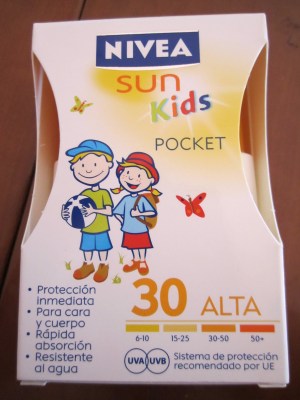 NIVEA
sun
Kids
POCKET
• Protección
inmediata
• Para cara
y cuerpo
• Rápida
absorción
• Resistente
al agua
30 ALTA
6-10 15-25 30-50 50+
UVA UVB
Sistema de protección
recomendado por UE